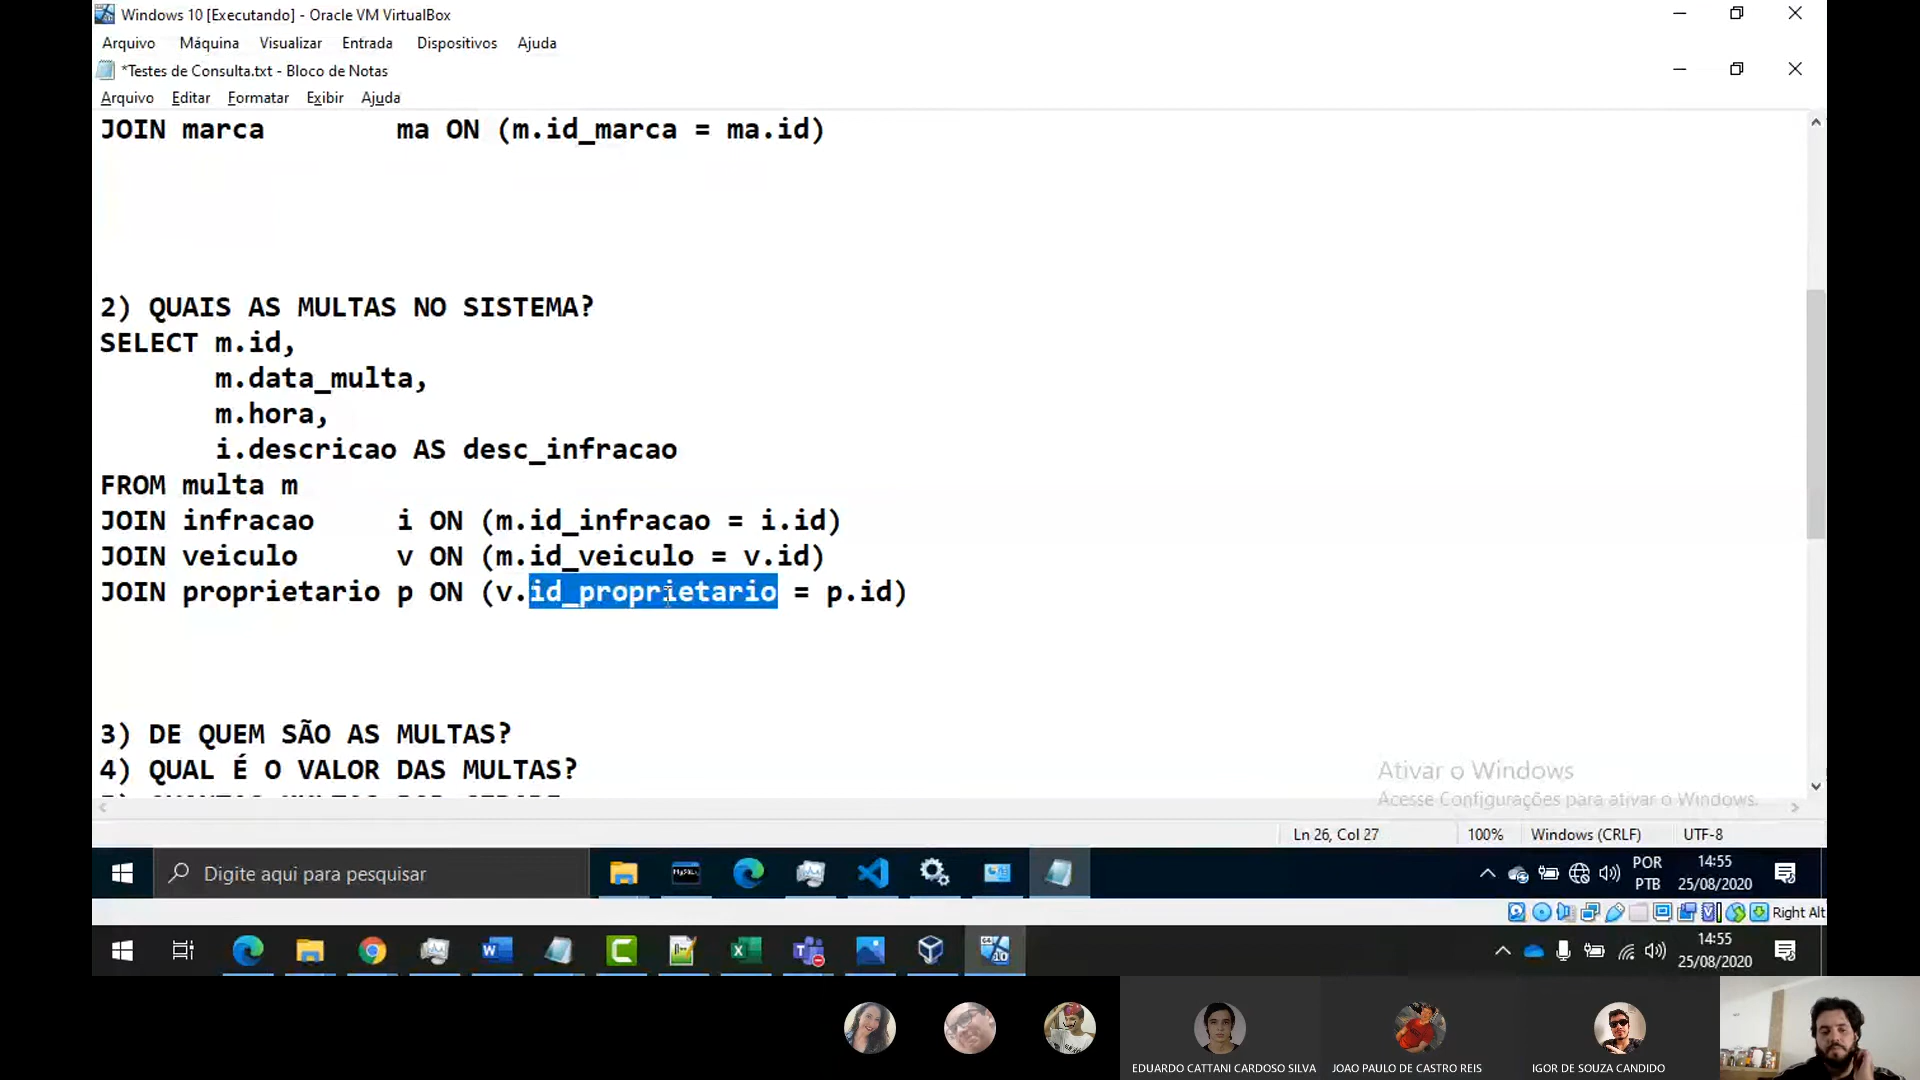 Windows 10 [Executando] - Oracle VM VirtualBox
Arquivo Máquina Visualizar Entrada Dispositivos Ajuda
*Testes de Consulta.txt - Bloco de Notas
Arquivo Editar Formatar Exibir Ajuda
JOIN marca        ma ON (m.id_marca = ma.id)
2) QUAIS AS MULTAS NO SISTEMA?
SELECT m.id,
       m.data_multa,
       m.hora,
       i.descricao AS desc_infracao
FROM multa m
JOIN infracao     i ON (m.id_infracao = i.id)
JOIN veiculo      v ON (m.id_veiculo = v.id)
JOIN proprietario p ON (v.id_proprietario = p.id)
3) DE QUEM SÃO AS MULTAS?
4) QUAL É O VALOR DAS MULTAS?
Ativar o Windows
Acesse Configurações para ativar o Windows.
Ln 26, Col 27 100% Windows (CRLF) UTF-8
Digite aqui para pesquisar
POR
PTB
14:55
25/08/2020
Right Alt
14:55
25/08/2020
EDUARDO CATTANI CARDOSO SILVA JOAO PAULO DE CASTRO REIS IGOR DE SOUZA CANDIDO